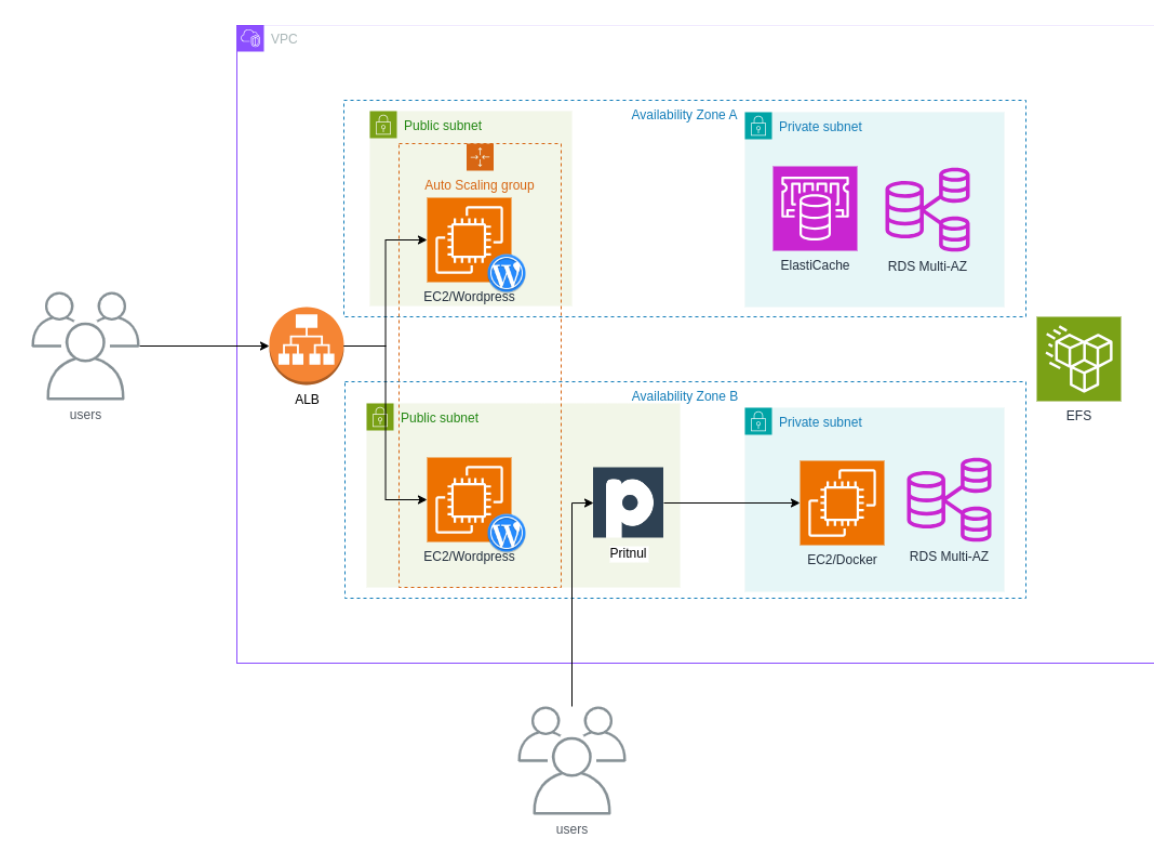 VPC
Availability Zone A
Public subnet
Private subnet
Auto Scaling group
EC2/Wordpress
ElastiCache
RDS Multi-AZ
users
ALB
EFS
Availability Zone B
Public subnet
Private subnet
EC2/Wordpress
Pritnul
EC2/Docker
RDS Multi-AZ
users